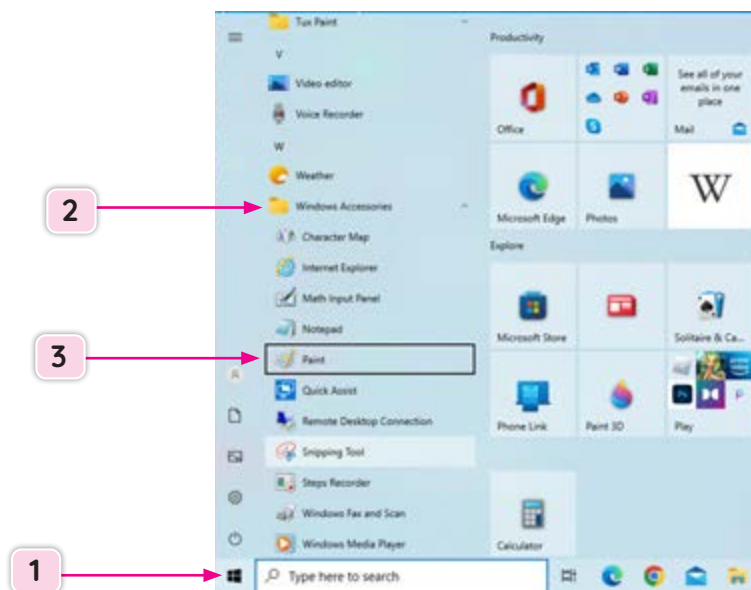 Tux Paint
V
Video editor
Voice Recorder
W
Weather
2
Windows Accessories
Character Map
Internet Explorer
Math Input Panel
Notepad
3
Paint
Quick Assist
Remote Desktop Connection
Snipping Tool
Steps Recorder
Windows Fax and Scan
Windows Media Player
1
Type here to search
Productivity
Office
See all of your
emails in one
place
Mail
Microsoft Edge
Photos
W
Explore
Microsoft Store
Solitaire & Ca...
Phone Link
Paint 3D
Play
Calculator